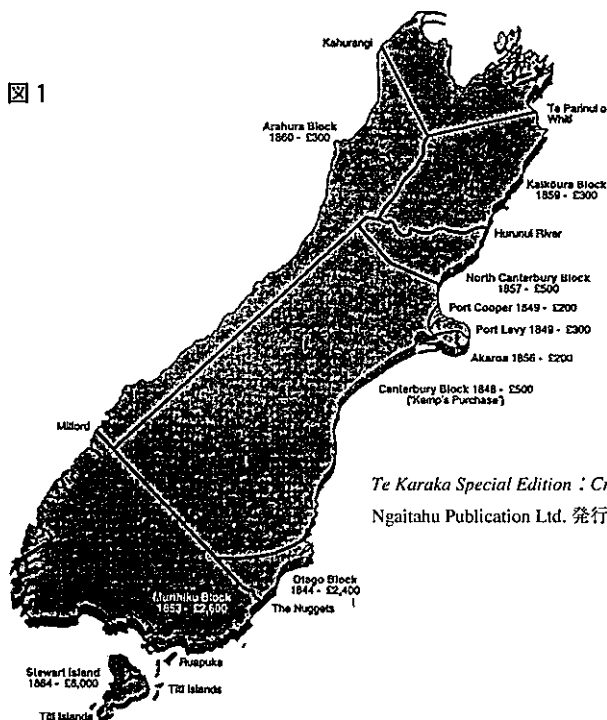 図1
Kahurangi
Te Parinui o
Whiti
Arahura Block
1860 - £300
Kaikōura Block
1859 - £300
Hurunui River
North Canterbury Block
1857 - £500
Port Cooper 1849 - £200
Port Levy 1849 - £300
Akaroa 1856 - £200
Canterbury Block 1848 - £500
('Kemp's Purchase')
Milford
Te Karaka Special Edition : Cr
Ngaitahu Publication Ltd. 発行
Otago Block
1844 - £2,400
Murihiku Block
1853 - £2,600
The Nuggets
Ruapuke
Stewart Island
1864 - £6,000
Titi Islands
Titi Islands